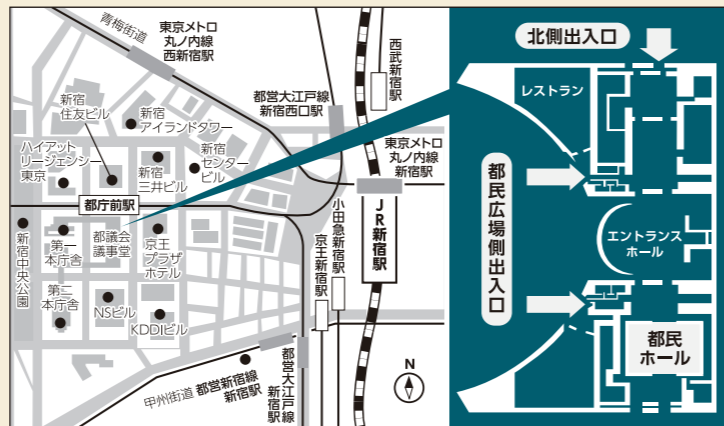 青梅街道
東京メトロ
丸ノ内線
西新宿駅
西武新宿駅
都営大江戸線
新宿西口駅
新宿
住友ビル
新宿
アイランドタワー
ハイアット
リージェンシー
東京
新宿
三井ビル
新宿
センター
ビル
東京メトロ
丸ノ内線
新宿駅
都庁前駅
JR新宿駅
小田急新宿駅
京王新宿駅
新宿中央公園
第一
本庁舎
都議会
議事堂
京王
プラザ
ホテル
第二
本庁舎
NSビル
KDDIビル
甲州街道
都営新宿線
新宿駅
都営大江戸線
新宿駅
N
北側出入口
レストラン
都民広場側出入口
エントランス
ホール
都民
ホール